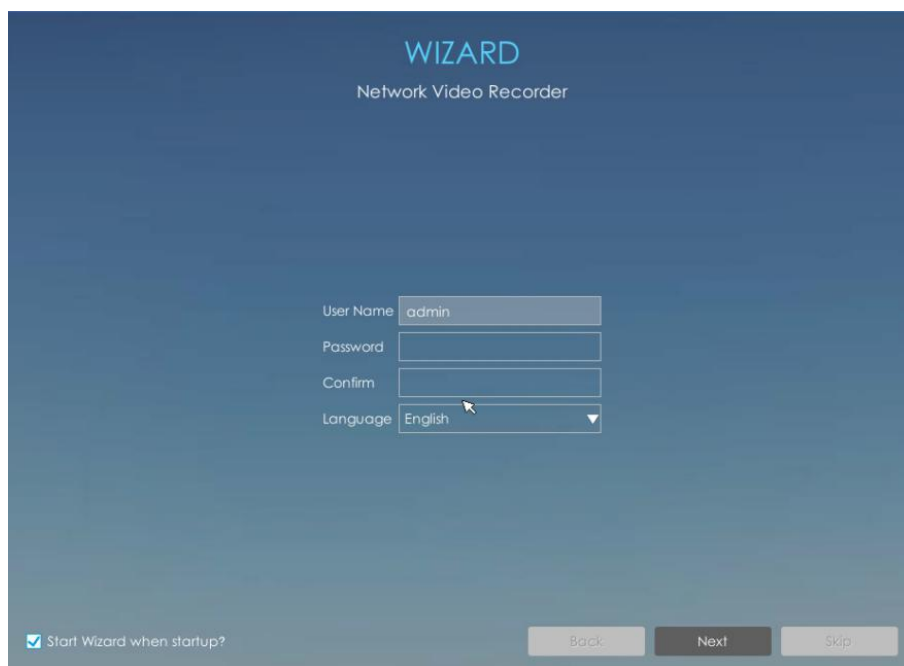 WIZARD
Network Video Recorder
User Name admin
Password
Confirm
Language English
Start Wizard when startup? Back Next Skip